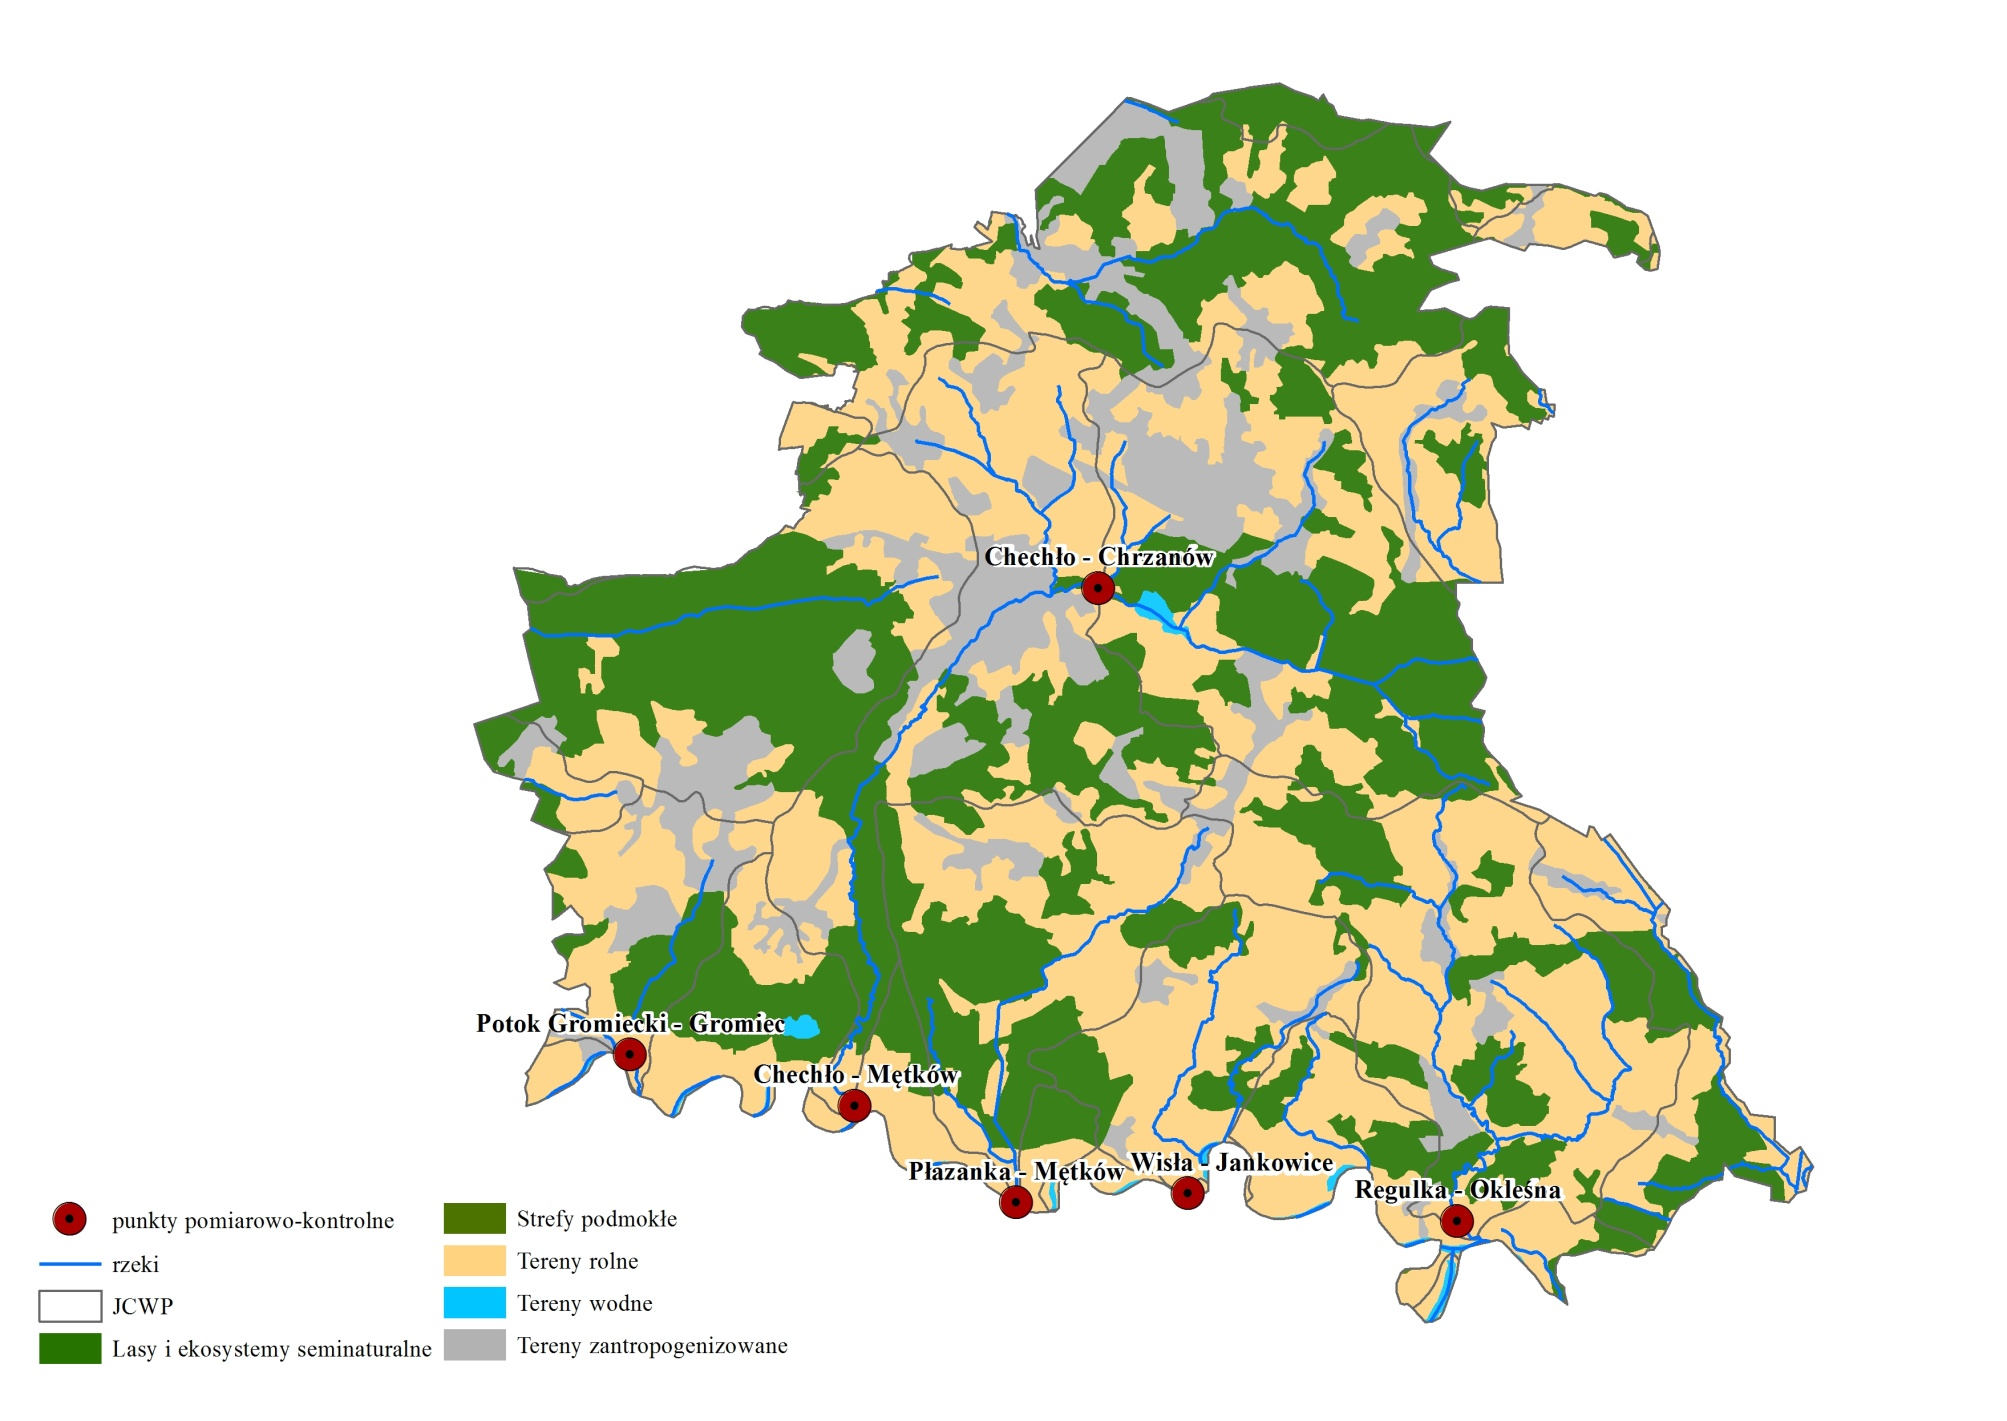 Chechło - Chrzanów
Potok Gromiecki - Gromiec
Chechło - Mętków
Płazanka - Mętków
Wisła - Jankowice
Regulka - Okleśna
punkty pomiarowo-kontrolne
rzeki
JCWP
Lasy i ekosystemy seminaturalne
Strefy podmokłe
Tereny rolne
Tereny wodne
Tereny zantropogenizowane